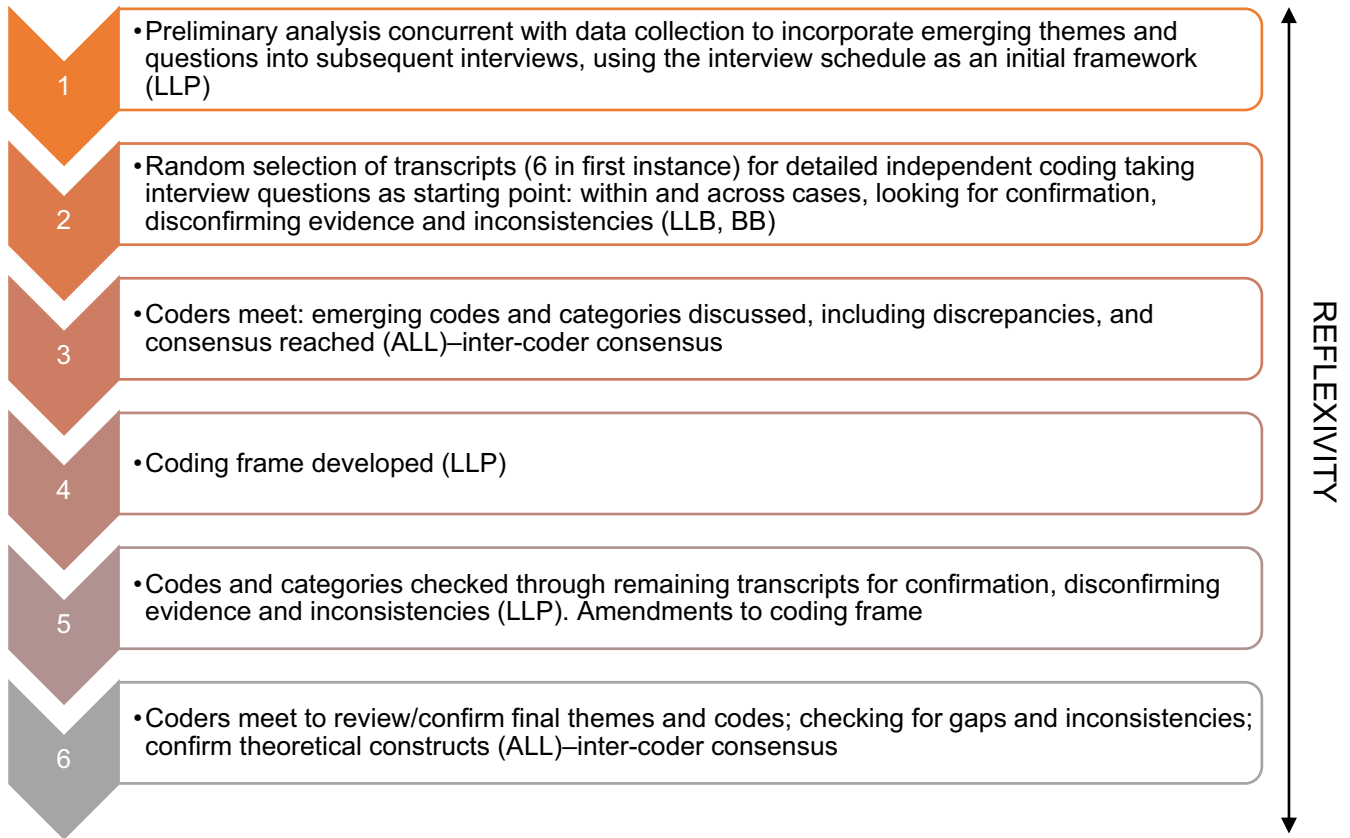 1
•Preliminary analysis concurrent with data collection to incorporate emerging themes and
questions into subsequent interviews, using the interview schedule as an initial framework
(LLP)
2
•Random selection of transcripts (6 in first instance) for detailed independent coding taking
interview questions as starting point: within and across cases, looking for confirmation,
disconfirming evidence and inconsistencies (LLB, BB)
3
•Coders meet: emerging codes and categories discussed, including discrepancies, and
consensus reached (ALL)–inter-coder consensus
4
•Coding frame developed (LLP)
5
•Codes and categories checked through remaining transcripts for confirmation, disconfirming
evidence and inconsistencies (LLP). Amendments to coding frame
6
•Coders meet to review/confirm final themes and codes; checking for gaps and inconsistencies;
confirm theoretical constructs (ALL)–inter-coder consensus
REFLEXIVITY